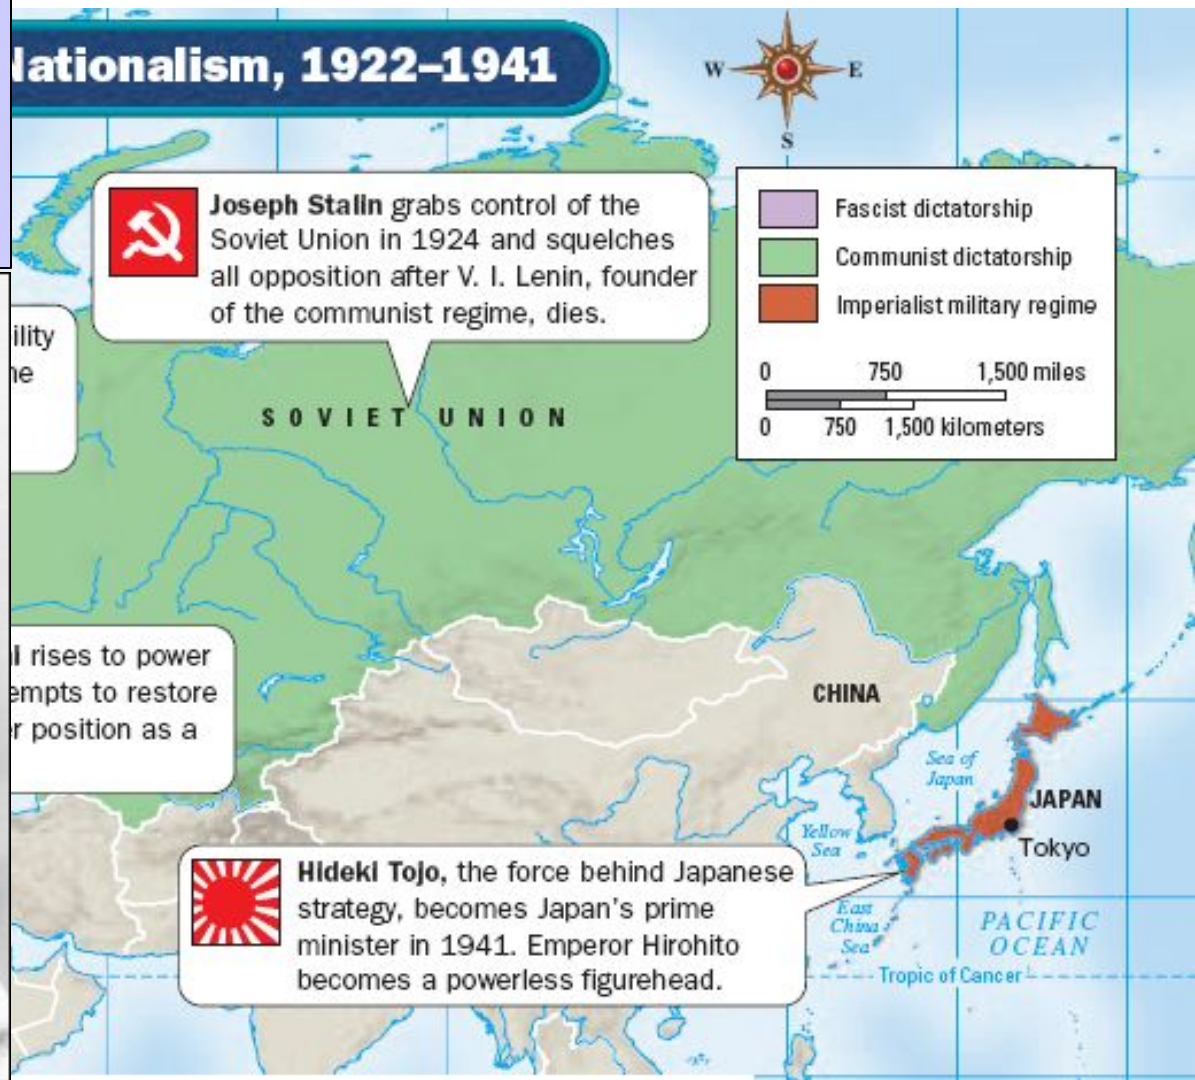 Nationalism, 1922–1941
W E
S
Joseph Stalin grabs control of the
Soviet Union in 1924 and squelches
all opposition after V. I. Lenin, founder
of the communist regime, dies.
Fascist dictatorship
Communist dictatorship
Imperialist military regime
0 750 1,500 miles
0 750 1,500 kilometers
ility
SOVIET UNION
rises to power
empts to restore
position as a
CHINA
Sea of
Japan
JAPAN
Tokyo
Yellow
Sea
Hideki Tojo, the force behind Japanese
strategy, becomes Japan's prime
minister in 1941. Emperor Hirohito
becomes a powerless figurehead.
East
China
Sea
PACIFIC
OCEAN
Tropic of Cancer